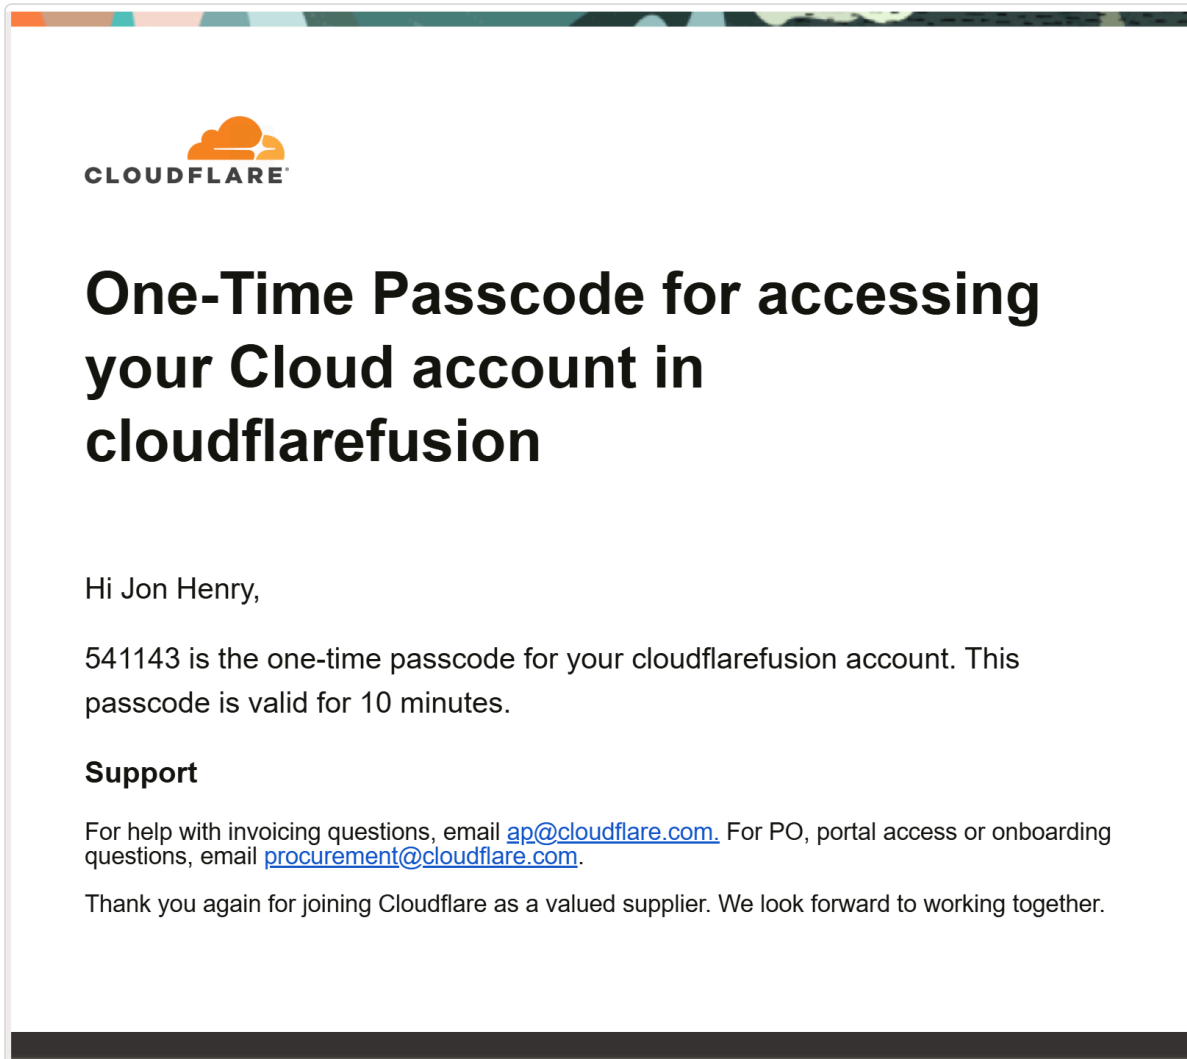 CLOUDFLARE
One-Time Passcode for accessing
your Cloud account in
cloudflarefusion
Hi Jon Henry,
541143 is the one-time passcode for your cloudflarefusion account. This
passcode is valid for 10 minutes.
Support
For help with invoicing questions, email ap@cloudflare.com. For PO, portal access or onboarding
questions, email procurement@cloudflare.com.
Thank you again for joining Cloudflare as a valued supplier. We look forward to working together.